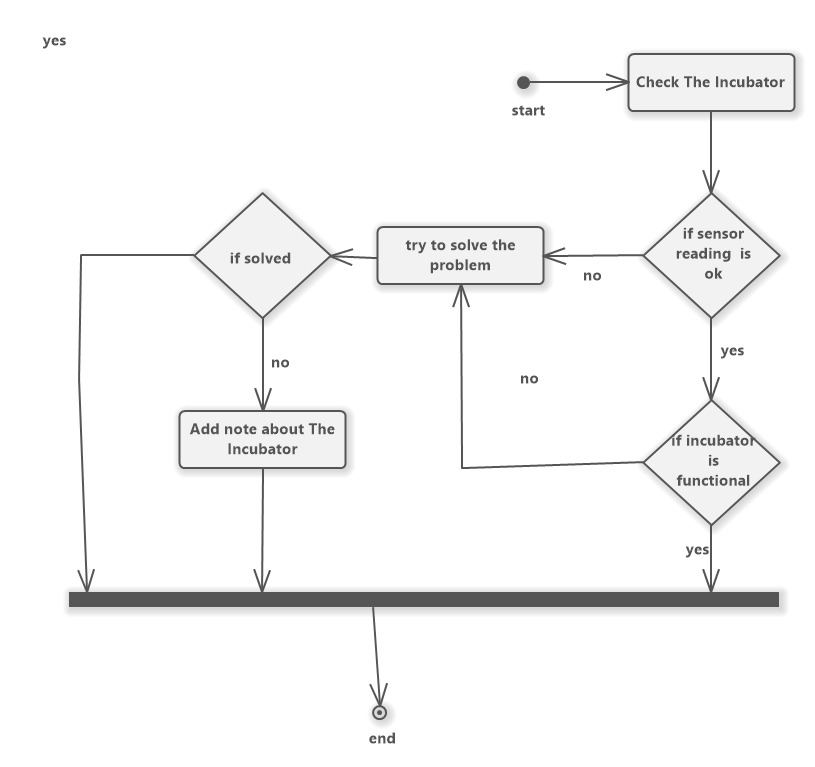 yes
Check The Incubator
start
if sensor
reading is
ok
try to solve the
problem
if solved
no
yes
no
no
Add note about The
Incubator
if incubator
is
functional
yes
end